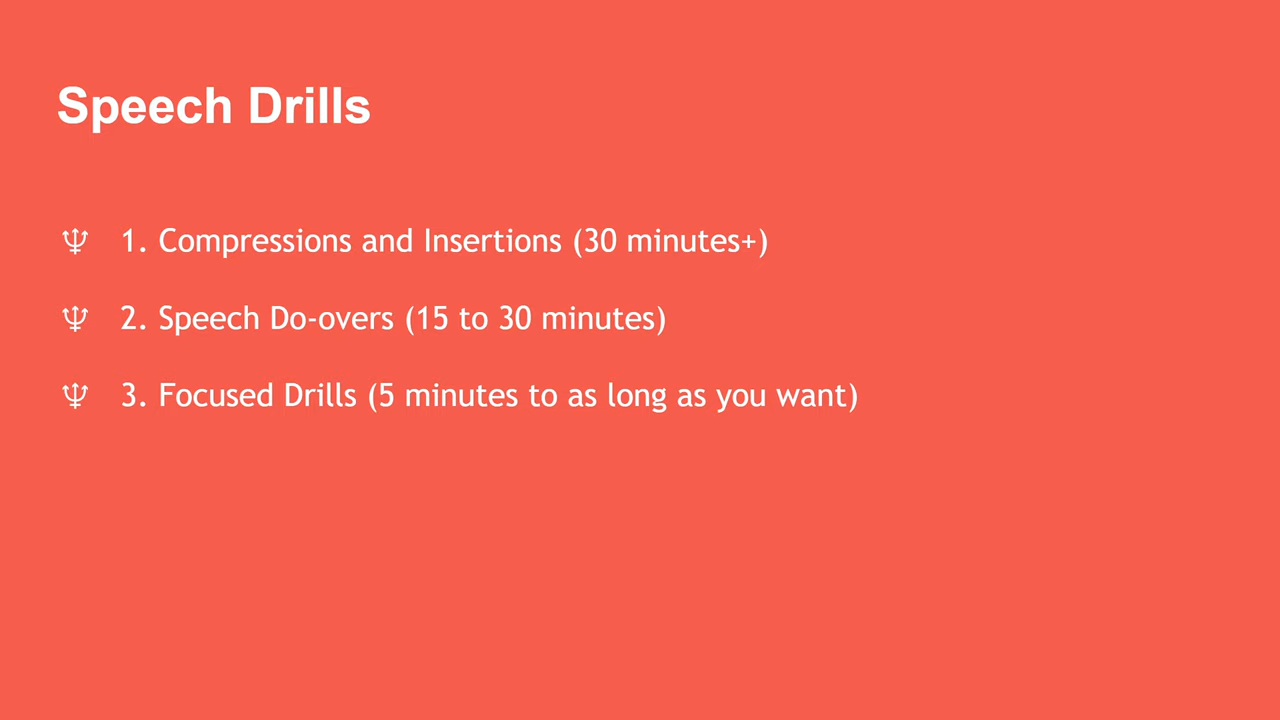 Speech Drills
♆ 1. Compressions and Insertions (30 minutes+)
♆ 2. Speech Do-overs (15 to 30 minutes)
♆ 3. Focused Drills (5 minutes to as long as you want)